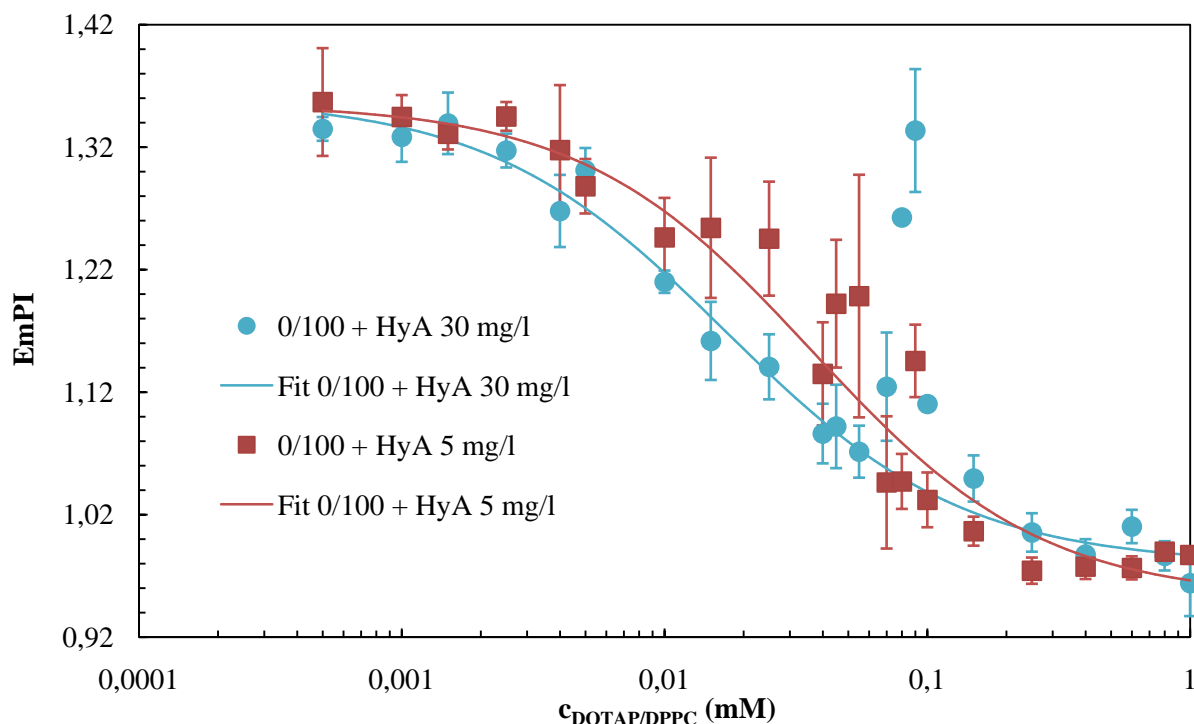 1,42
1,32
1,22
1,12
1,02
0,92
EmPI
0/100 + HyA 30 mg/l
Fit 0/100 + HyA 30 mg/l
0/100 + HyA 5 mg/l
Fit 0/100 + HyA 5 mg/l
0,0001 0,001 0,01 0,1 1
cDOTAP/DPPC (mM)